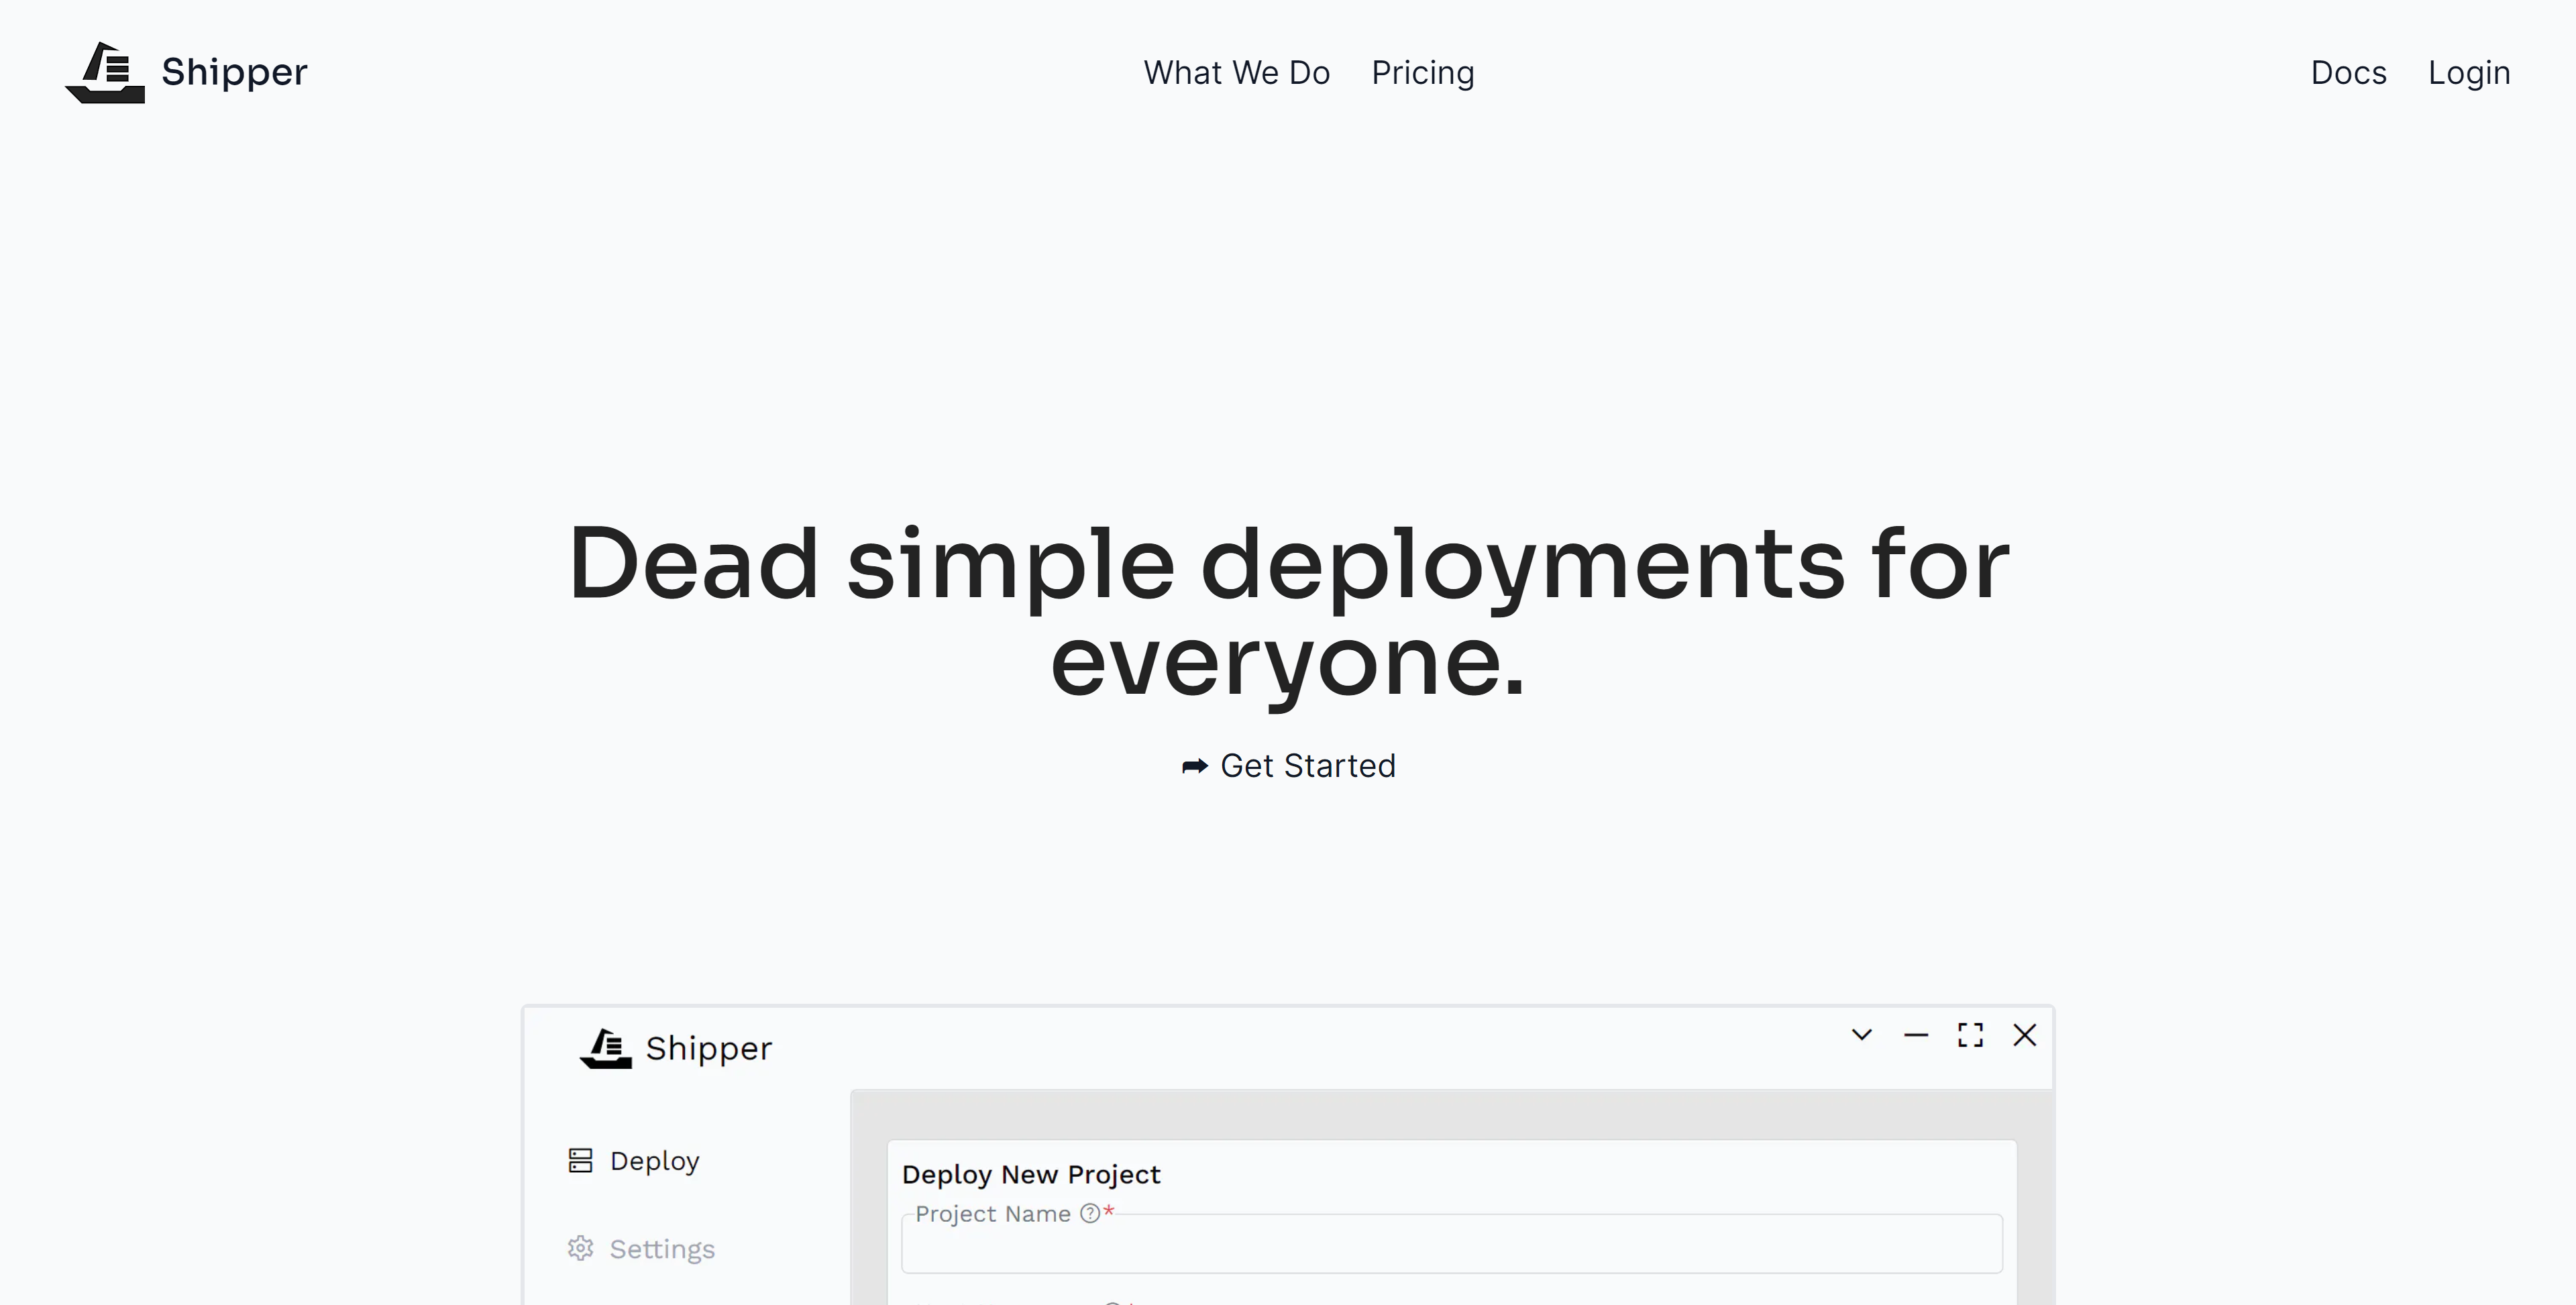 Shipper
What We Do
Pricing
Docs
Login
Dead simple deployments for
everyone.
➦ Get Started
Shipper
Deploy
Settings
Deploy New Project
Project Name ?*